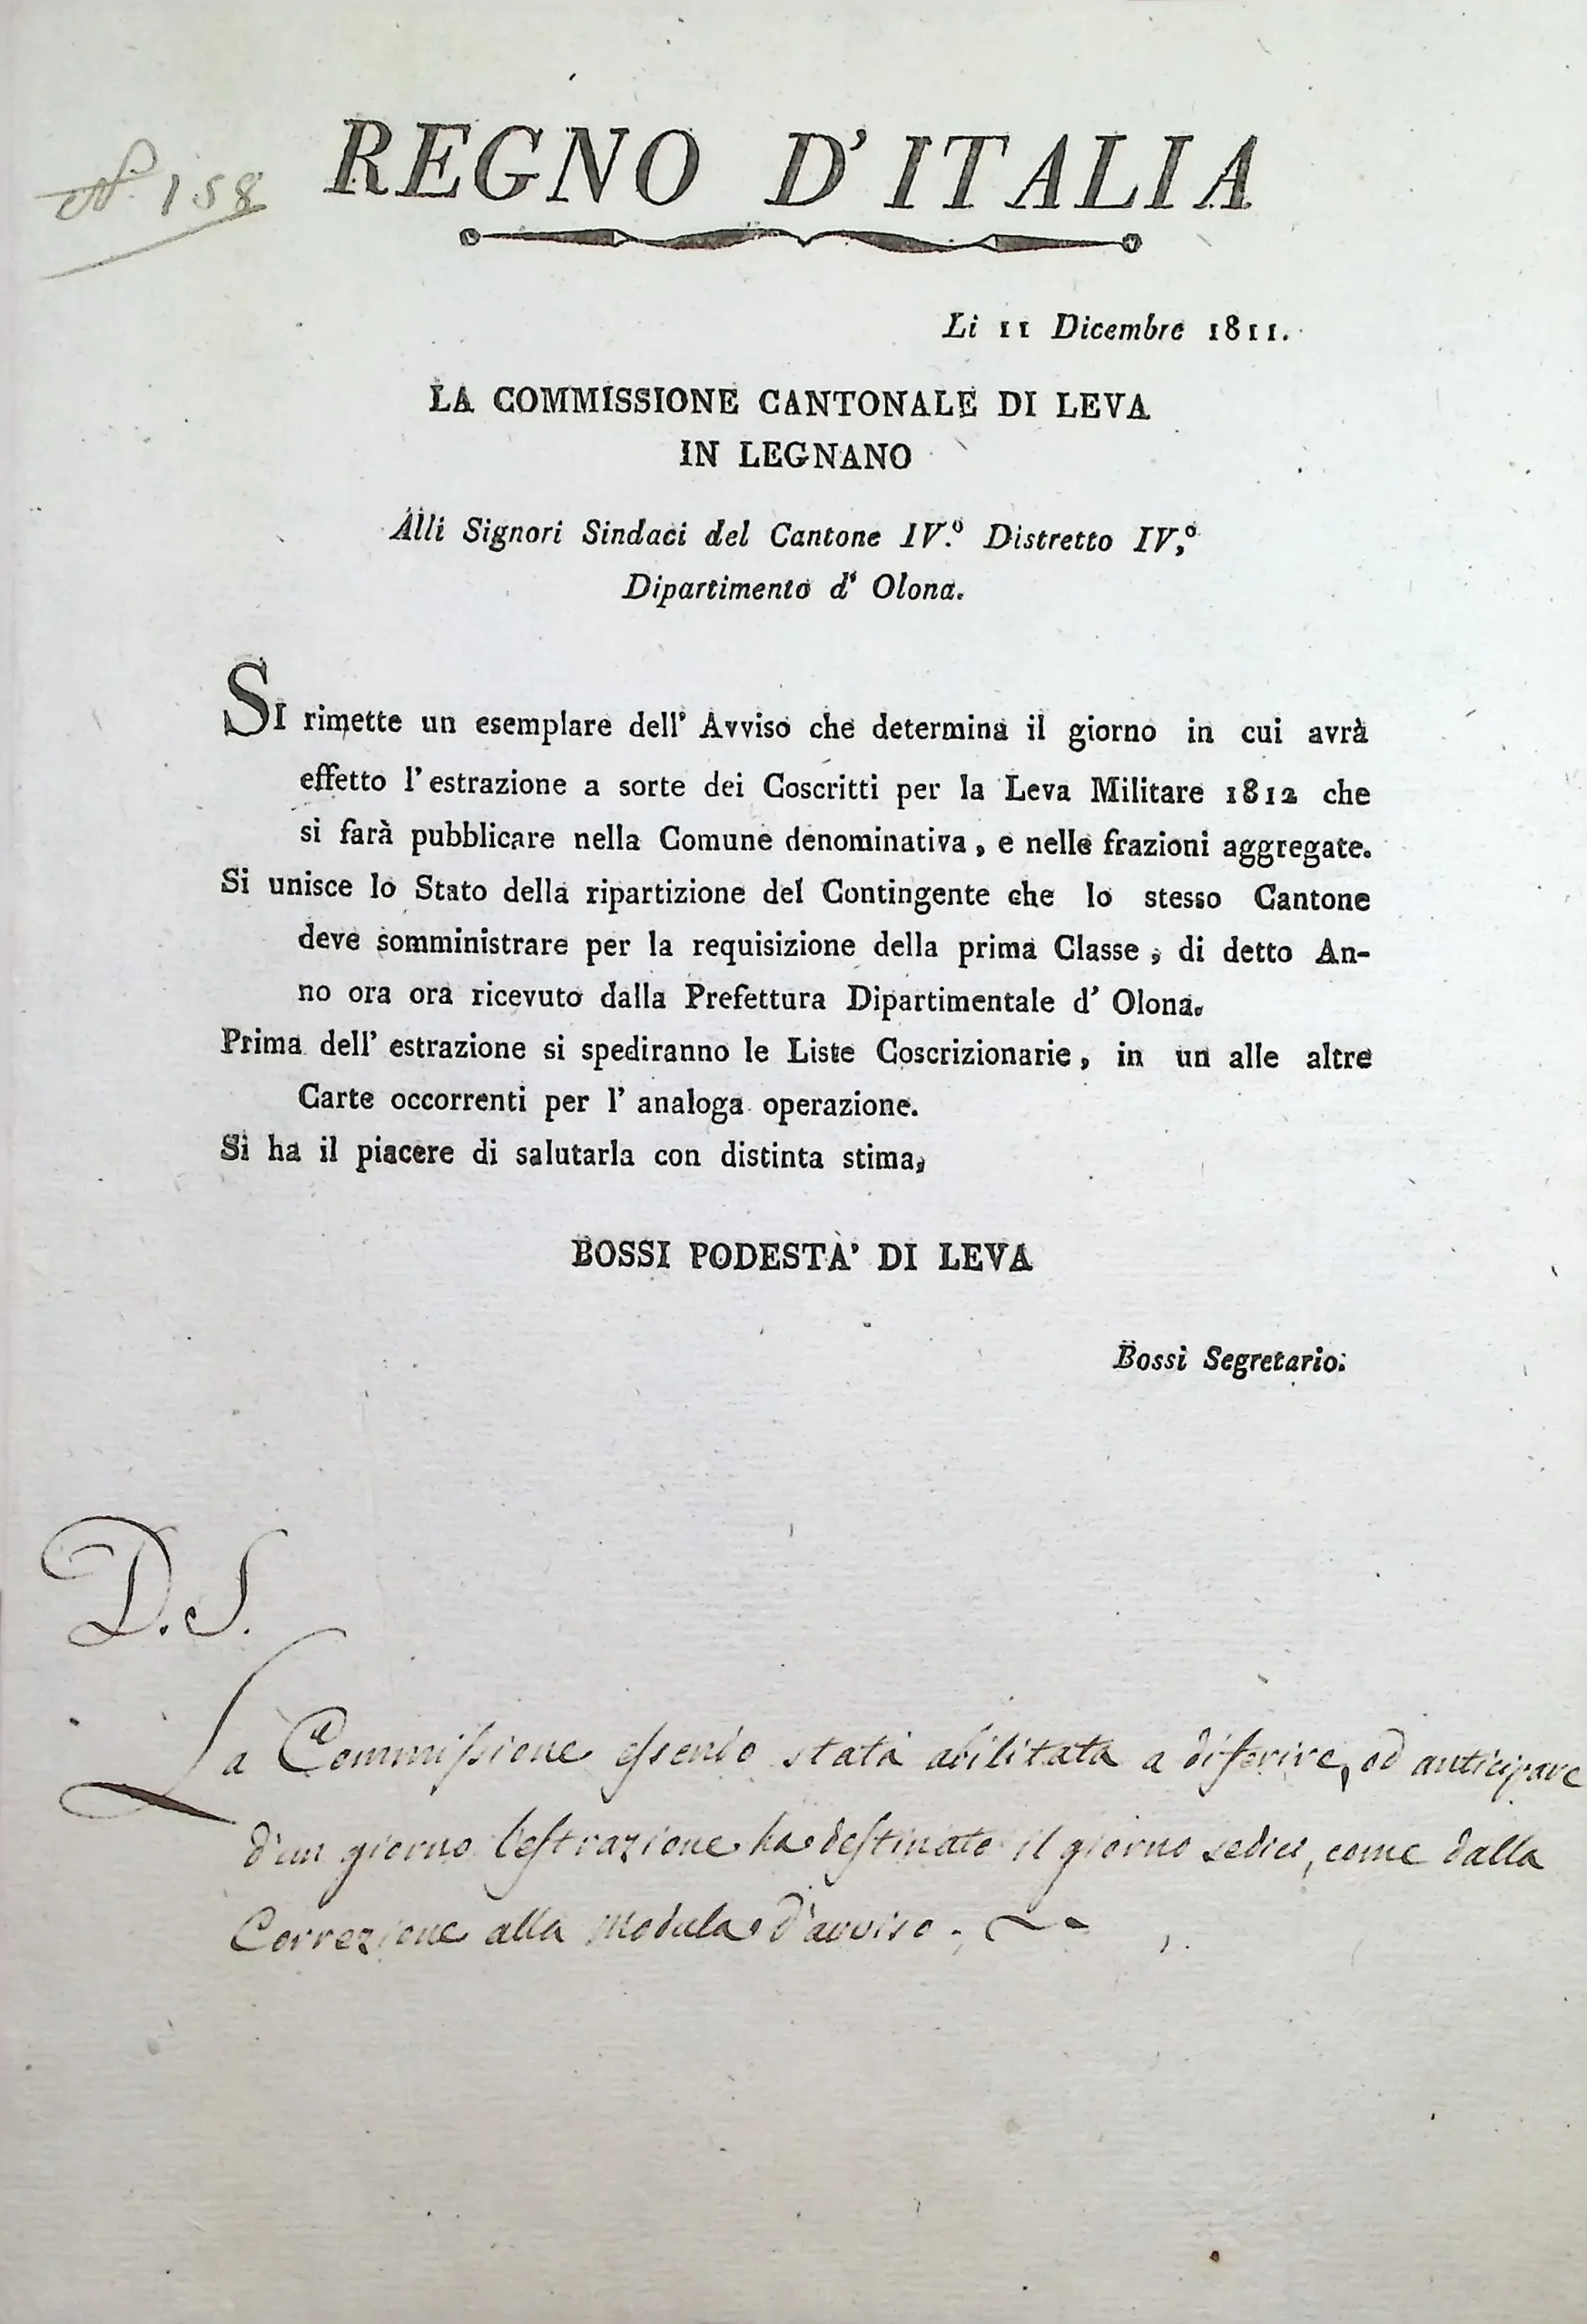 N.° 158
REGNO D'ITALIA
Li 11 Dicembre 1811.
LA COMMISSIONE CANTONALE DI LEVA
IN LEGNANO
Alli Signori Sindaci del Cantone IV.° Distretto IV,°
Dipartimento d' Olona.
SI rimette un esemplare dell' Avviso che determina il giorno in cui avrà
effetto l'estrazione a sorte dei Coscritti per la Leva Militare 1812 che
si farà pubblicare nella Comune denominativa, e nelle frazioni aggregate.
Si unisce lo Stato della ripartizione del Contingente che lo stesso Cantone
deve somministrare per la requisizione della prima Classe, di detto An-
no ora ora ricevuto dalla Prefettura Dipartimentale d' Olona.
Prima dell' estrazione si spediranno le Liste Coscrizionarie, in un alle altre
Carte occorrenti per l' analoga operazione.
Si ha il piacere di salutarla con distinta stima,
BOSSI PODESTA' DI LEVA
Bossi Segretario.
D.S.
La Commissione essendo stata abilitata a diferire, od anticipare
d'un giorno l'estrazione ha destinato il giorno sedici, come dalla
Correzione alla Modula d'avviso.